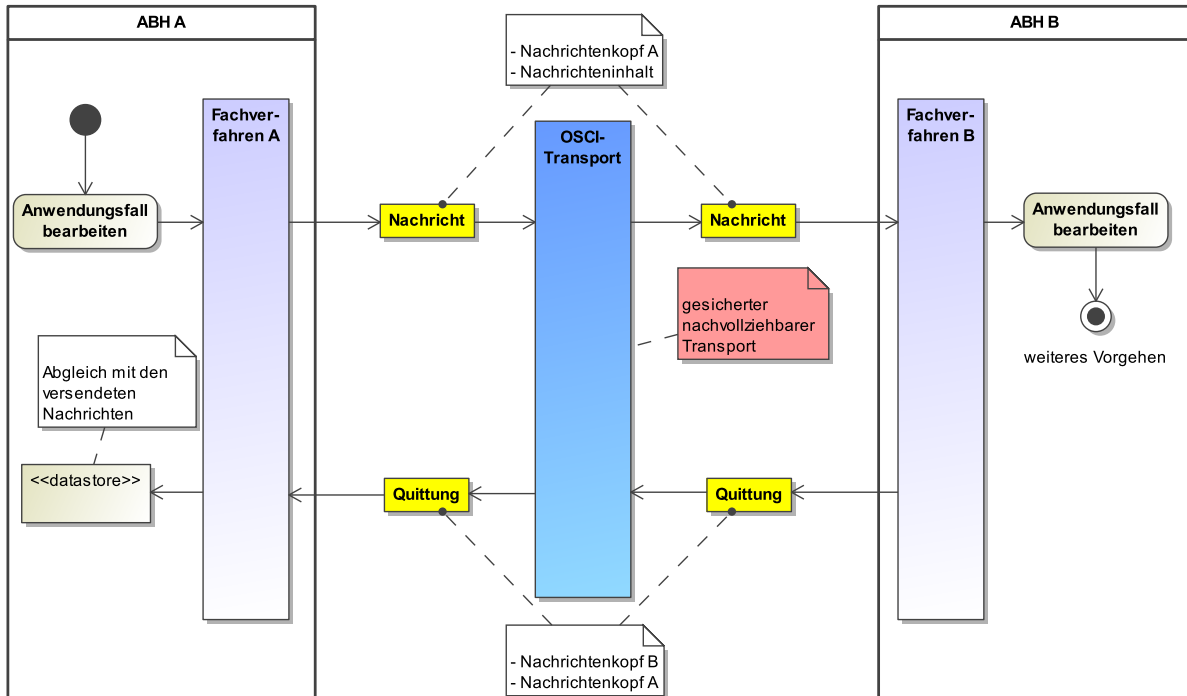 ABH A
ABH B
- Nachrichtenkopf A
- Nachrichteninhalt
Fachver-
fahren A
OSCI-
Transport
Fachver-
fahren B
Anwendungsfall
bearbeiten
Nachricht
Nachricht
Anwendungsfall
bearbeiten
gesicherter
nachvollziehbarer
Transport
weiteres Vorgehen
Abgleich mit den
versendeten
Nachrichten
<<datastore>>
Quittung
Quittung
- Nachrichtenkopf B
- Nachrichtenkopf A